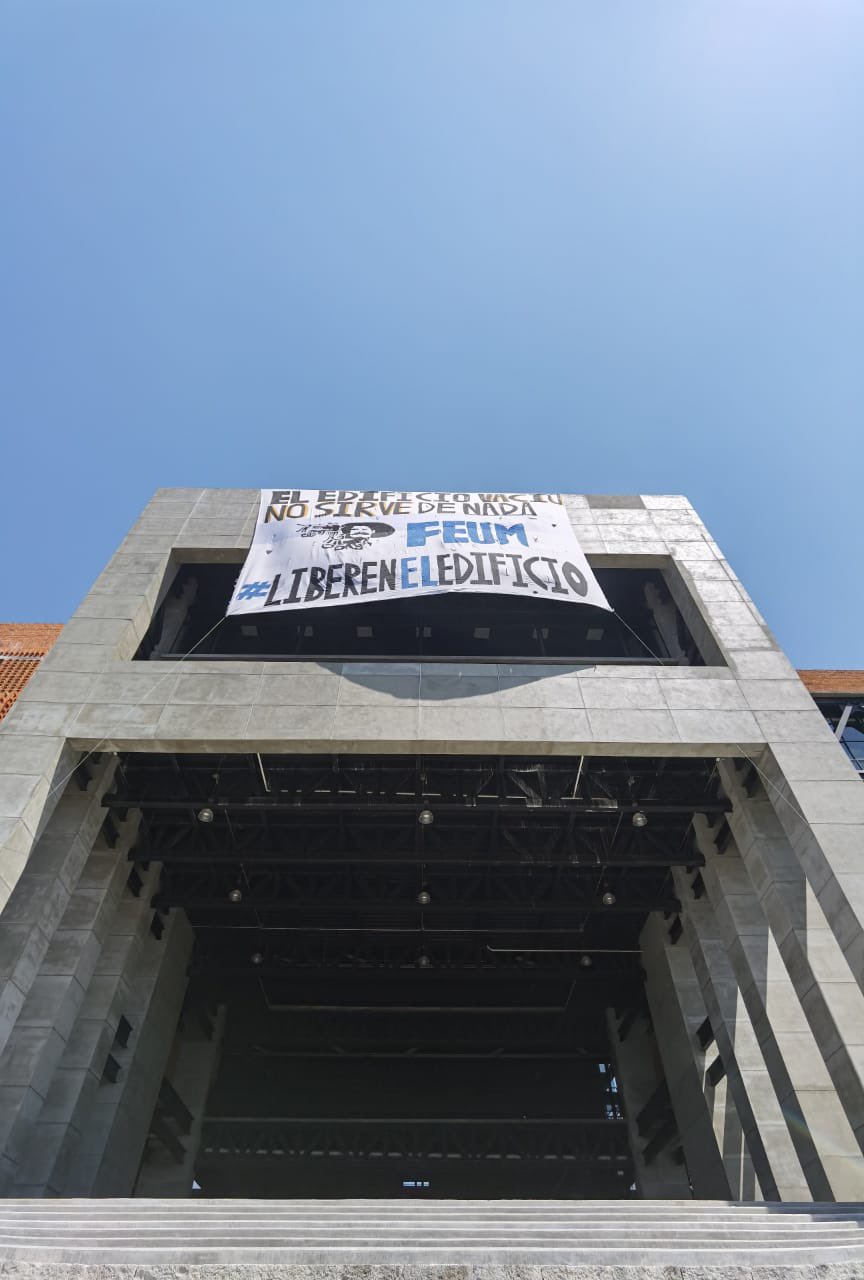 EL EDIFICIO VACIO
NO SIRVE DE NADA
FEUM
#LIBERENELEDIFICIO